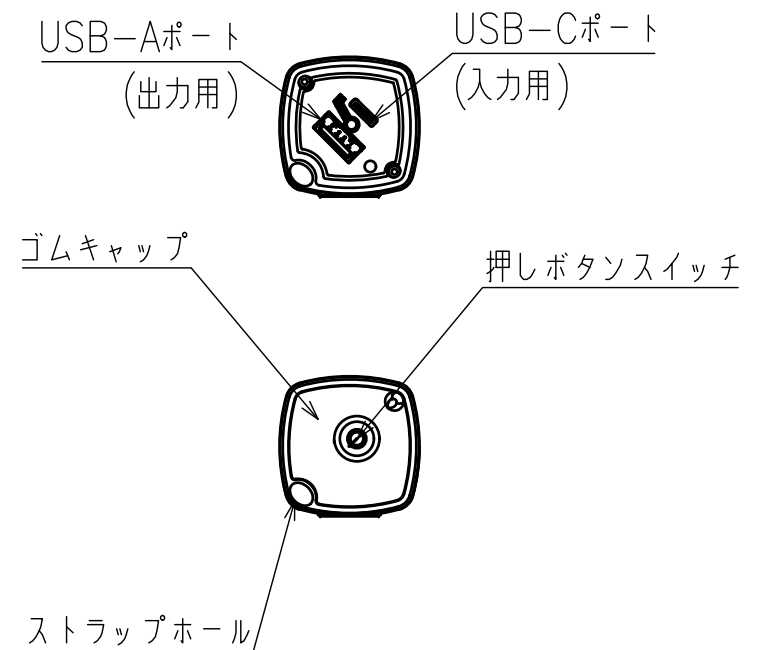 USB-Aポート
(出力用)
USB-Cポート
(入力用)
ゴムキャップ
押しボタンスイッチ
ストラップホール